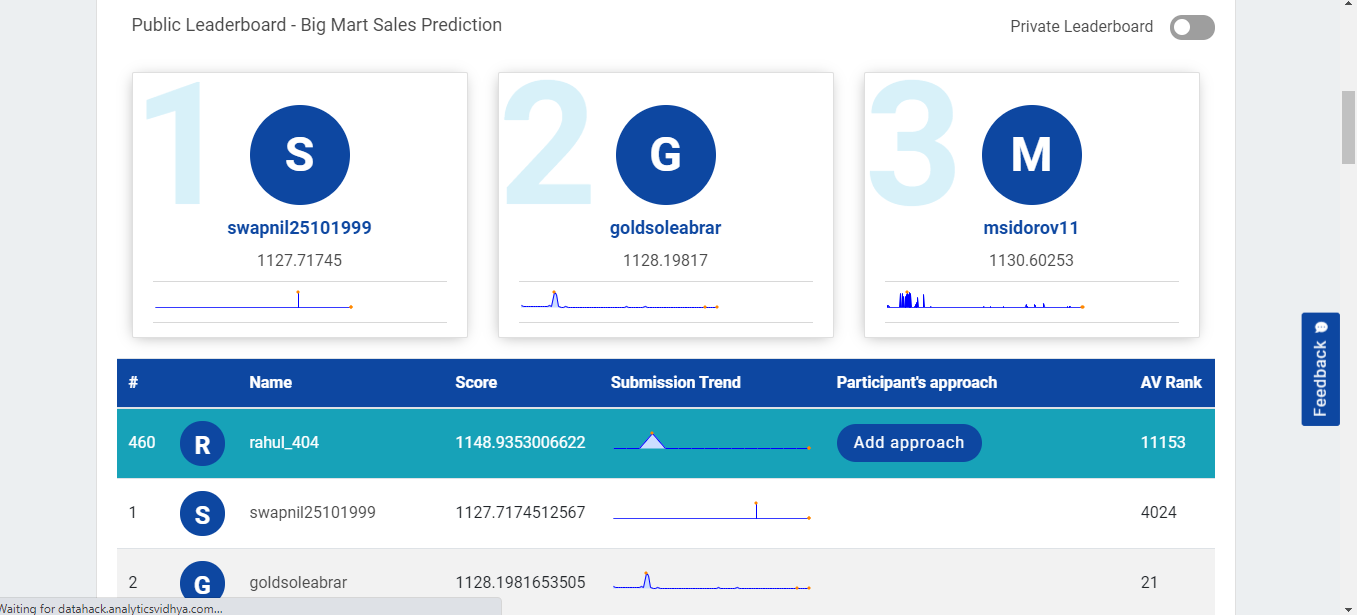 Public Leaderboard - Big Mart Sales Prediction
Private Leaderboard
1
S
swapnil25101999
1127.71745
2
G
goldsoleabrar
1128.19817
3
M
msidorov11
1130.60253
# Name Score Submission Trend Participant's approach AV Rank
460 R rahul_404 1148.9353006622 Add approach 11153
1 S swapnil25101999 1127.7174512567 4024
2 G goldsoleabrar 1128.1981653505 21
Feedback
Waiting for datahack.analyticsvidhya.com...